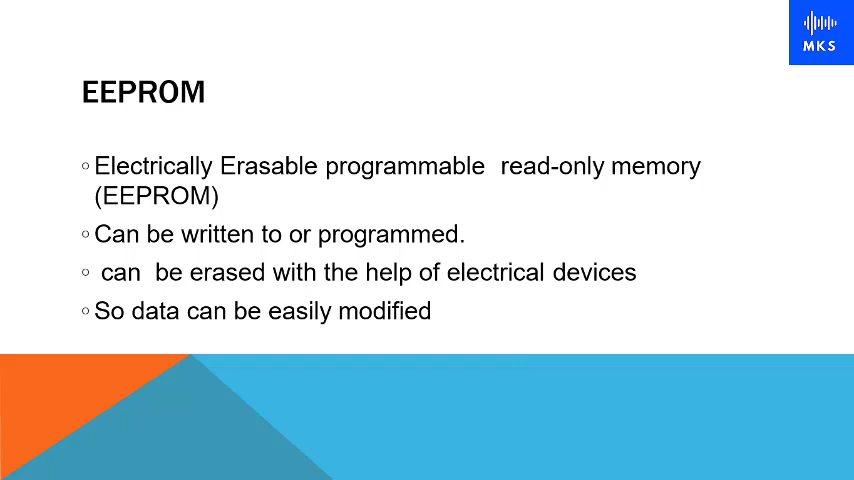 MKS
EEPROM
◦ Electrically Erasable programmable  read-only memory
(EEPROM)
◦ Can be written to or programmed.
◦  can  be erased with the help of electrical devices
◦ So data can be easily modified